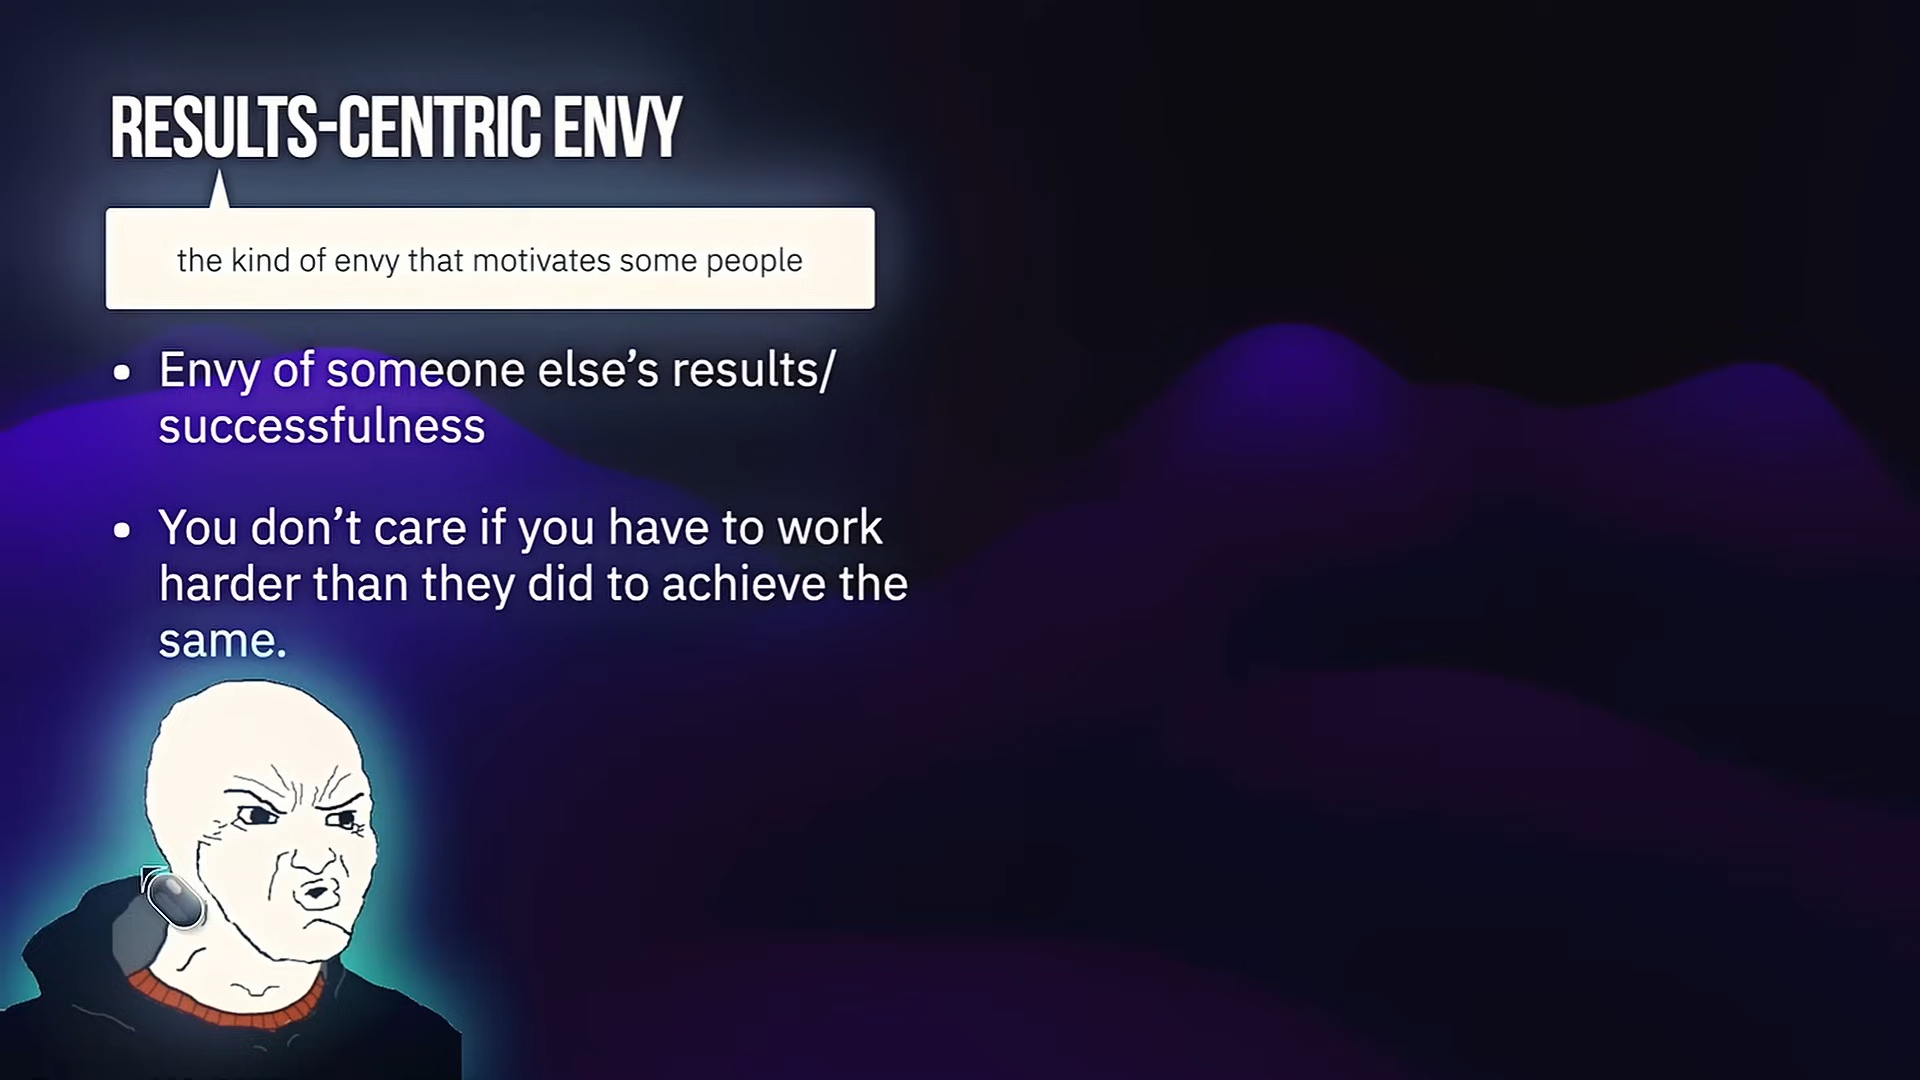 RESULTS-CENTRIC ENVY
the kind of envy that motivates some people
• Envy of someone else’s results/
successfulness
• You don’t care if you have to work
harder than they did to achieve the
same.